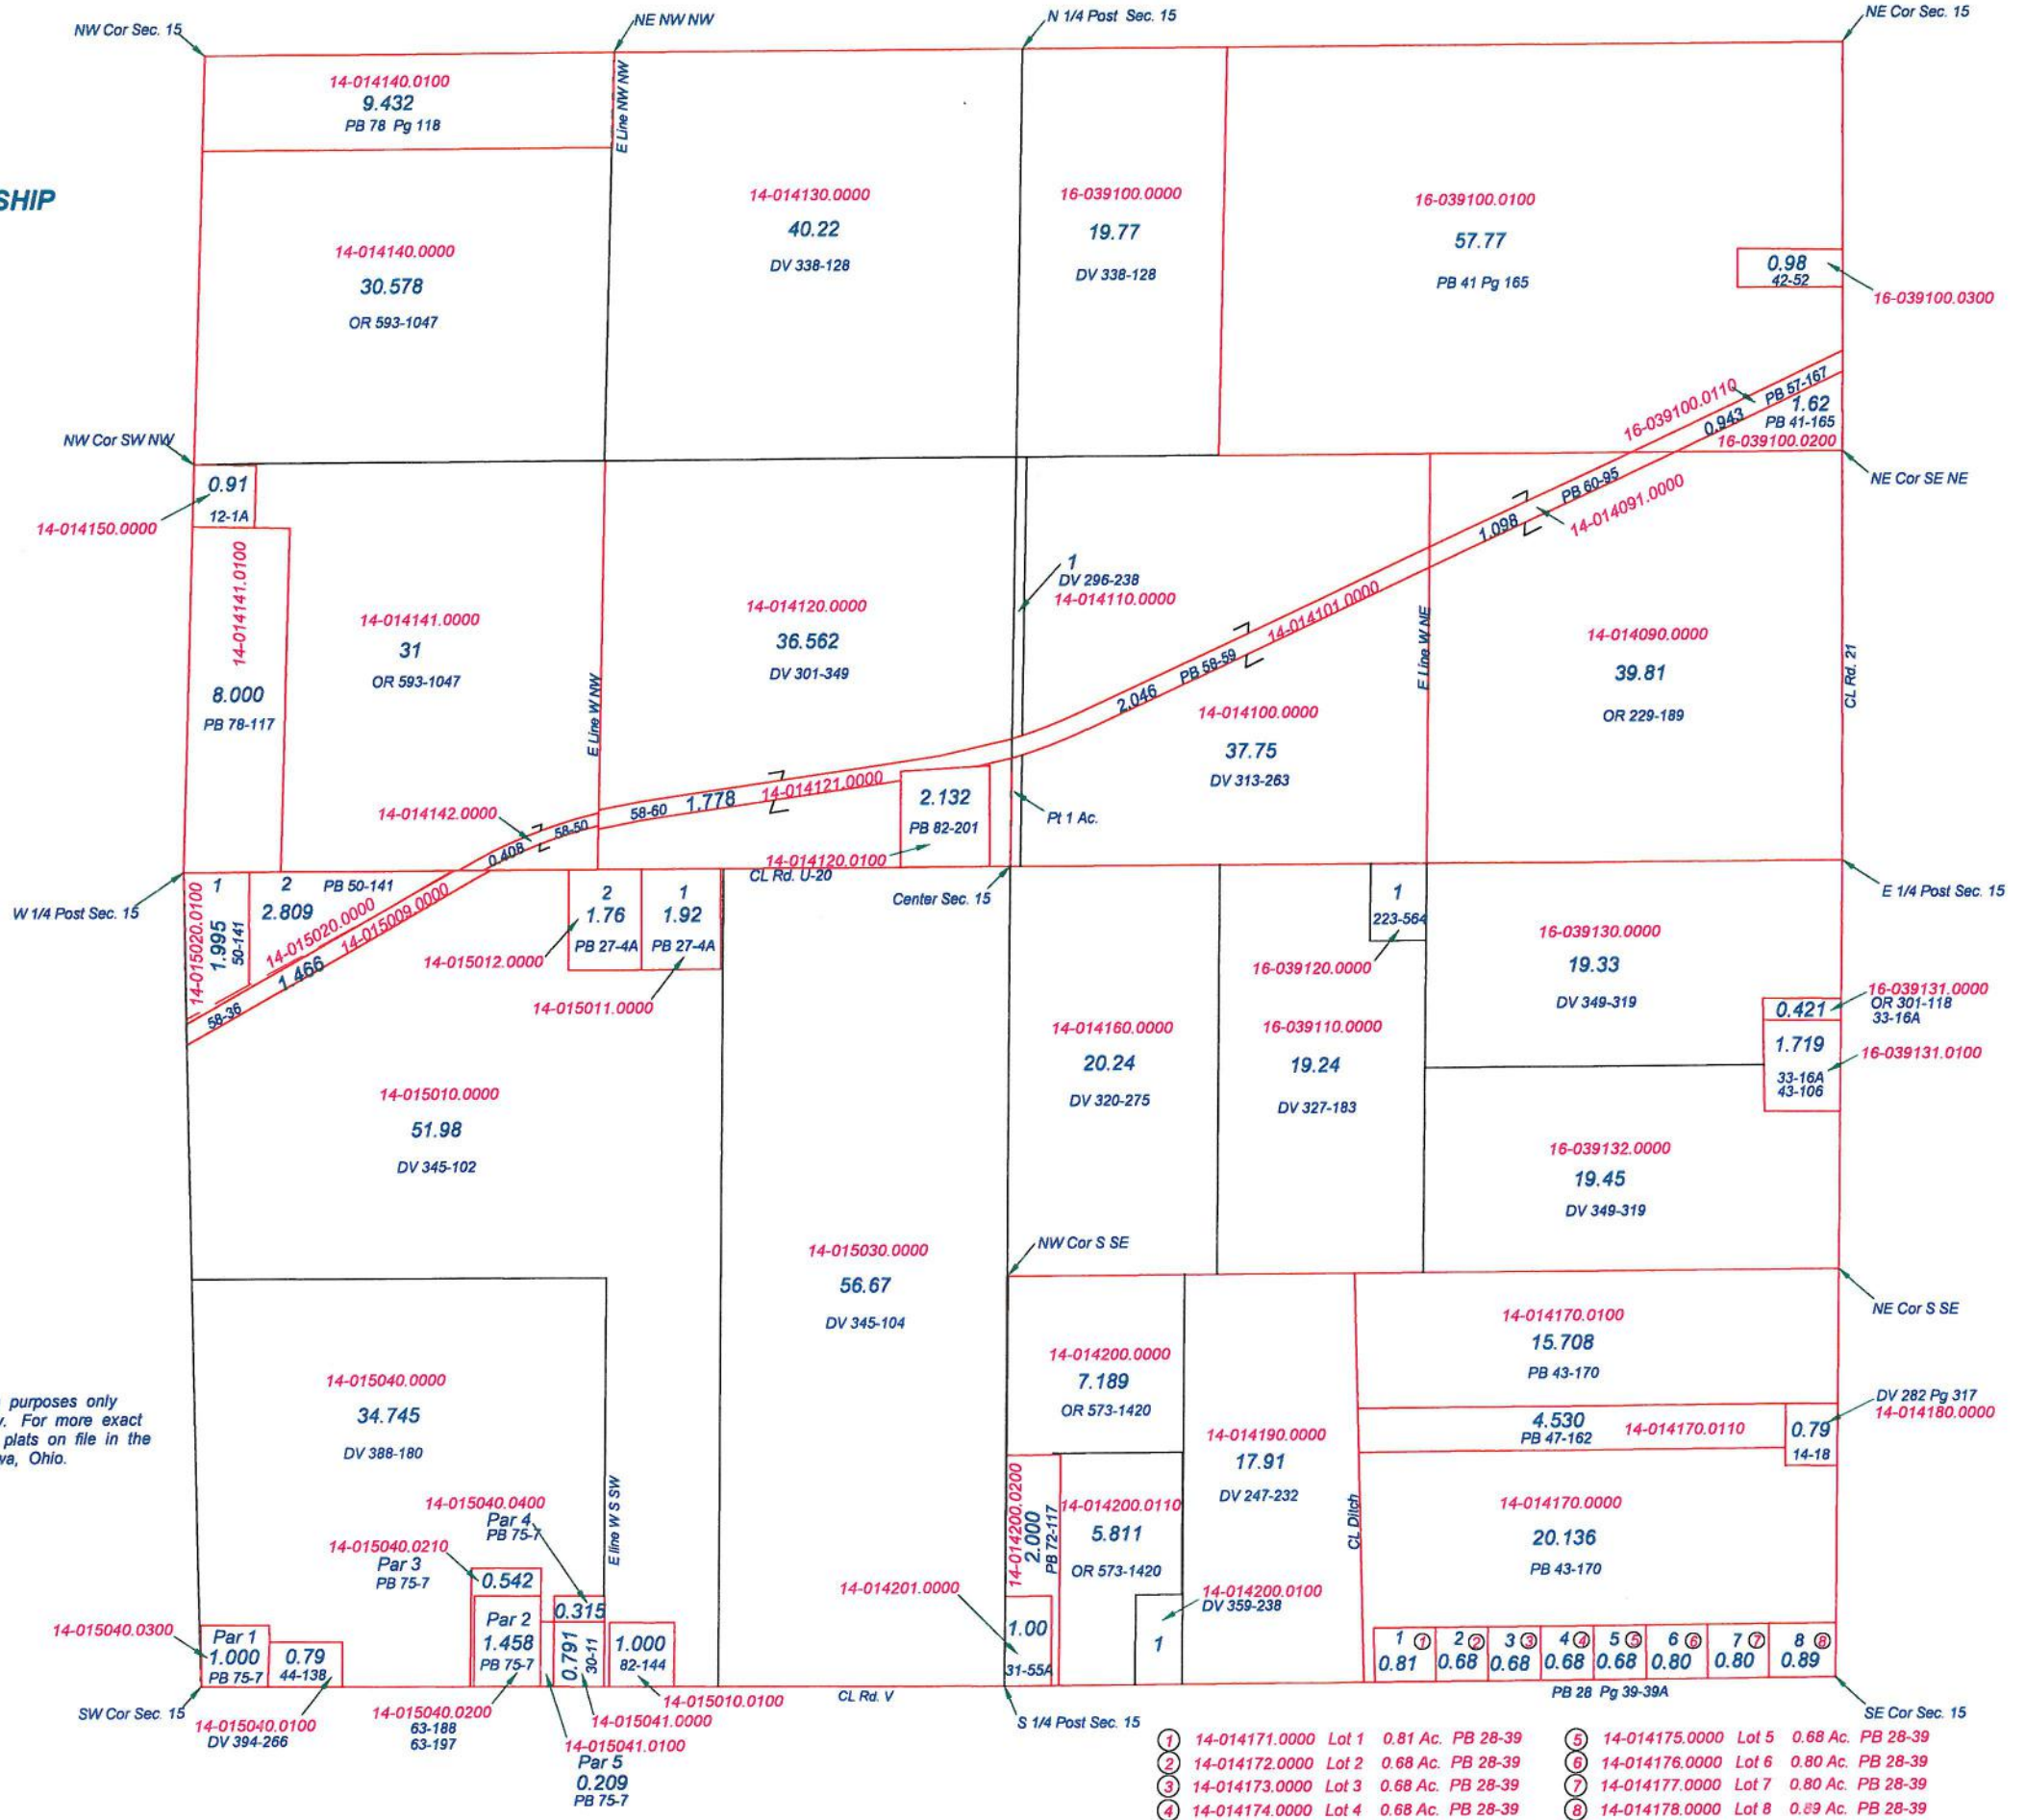 NW Cor Sec. 15
NE NW NW
N 1/4 Post Sec. 15
NE Cor Sec. 15
14-014140.0100
9.432
PB 78 Pg 118
E Line NW NW
SHIP
14-014140.0000
30.578
OR 593-1047
14-014130.0000
40.22
DV 338-128
16-039100.0000
19.77
DV 338-128
16-039100.0100
57.77
PB 41 Pg 165
0.98
42-52
16-039100.0300
16-039100.0110
PB 57-167
0.943
1.62
PB 41-165
16-039100.0200
NW Cor SW NW
NE Cor SE NE
0.91
12-1A
14-014150.0000
14-014141.0100
8.000
PB 78-117
14-014141.0000
31
OR 593-1047
E Line W NW
14-014120.0000
36.562
DV 301-349
1
DV 296-238
14-014110.0000
PB 60-95
1.098
14-014091.0000
14-014101.0000
PB 58-59
2.046
14-014100.0000
37.75
DV 313-263
E Line W NE
14-014090.0000
39.81
OR 229-189
CL Rd. 21
14-014142.0000
0.408
58-50
58-60
1.778
14-014121.0000
2.132
PB 82-201
14-014120.0100
Pt 1 Ac.
CL Rd. U-20
Center Sec. 15
W 1/4 Post Sec. 15
E 1/4 Post Sec. 15
14-015020.0100
1
1.995
50-141
2
PB 50-141
2.809
14-015020.0000
14-015009.0000
1.466
58-36
2
1.76
PB 27-4A
1
1.92
PB 27-4A
14-015012.0000
14-015011.0000
1
223-564
16-039120.0000
16-039130.0000
19.33
DV 349-319
16-039131.0000
OR 301-118
33-16A
0.421
1.719
33-16A
43-106
16-039131.0100
14-015010.0000
51.98
DV 345-102
14-014160.0000
20.24
DV 320-275
16-039110.0000
19.24
DV 327-183
16-039132.0000
19.45
DV 349-319
14-015030.0000
56.67
DV 345-104
NW Cor S SE
NE Cor S SE
14-014200.0000
7.189
OR 573-1420
14-014170.0100
15.708
PB 43-170
4.530
PB 47-162
14-014170.0110
0.79
14-18
DV 282 Pg 317
14-014180.0000
purposes only
For more exact
plats on file in the
Ohio.
14-015040.0000
34.745
DV 388-180
E line W S SW
14-014190.0000
17.91
DV 247-232
CL Ditch
14-014170.0000
20.136
PB 43-170
14-014200.0200
2.000
PB 72-117
14-014200.0110
5.811
OR 573-1420
14-015040.0400
Par 4
PB 75-7
14-015040.0210
Par 3
PB 75-7
0.542
0.315
Par 2
1.458
PB 75-7
0.791
30-11
1.000
82-144
14-014201.0000
1.00
31-55A
14-014200.0100
DV 359-238
1
14-015040.0300
Par 1
1.000
PB 75-7
0.79
44-138
1 ① 2 ② 3 ③ 4 ④ 5 ⑤ 6 ⑥ 7 ⑦ 8 ⑧
0.81 0.68 0.68 0.68 0.68 0.80 0.80 0.89
PB 28 Pg 39-39A
SW Cor Sec. 15
14-015040.0100
DV 394-266
14-015040.0200
63-188
63-197
14-015041.0000
14-015010.0100
14-015041.0100
Par 5
0.209
PB 75-7
CL Rd. V
S 1/4 Post Sec. 15
SE Cor Sec. 15
① 14-014171.0000 Lot 1 0.81 Ac. PB 28-39
② 14-014172.0000 Lot 2 0.68 Ac. PB 28-39
③ 14-014173.0000 Lot 3 0.68 Ac. PB 28-39
④ 14-014174.0000 Lot 4 0.68 Ac. PB 28-39
⑤ 14-014175.0000 Lot 5 0.68 Ac. PB 28-39
⑥ 14-014176.0000 Lot 6 0.80 Ac. PB 28-39
⑦ 14-014177.0000 Lot 7 0.80 Ac. PB 28-39
⑧ 14-014178.0000 Lot 8 0.89 Ac. PB 28-39